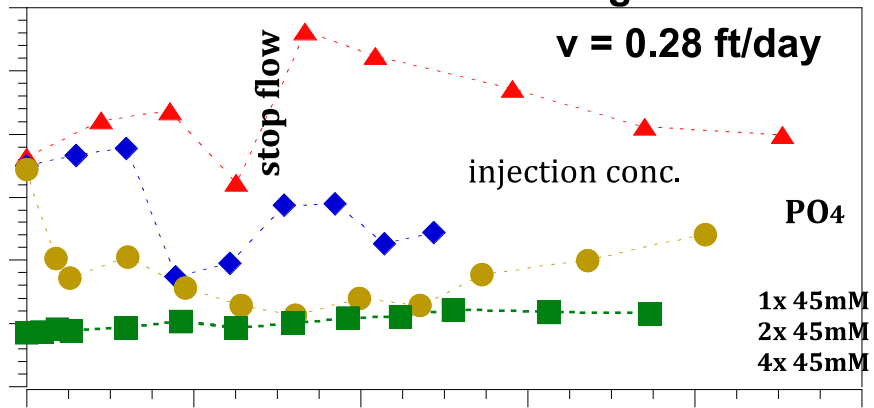 v = 0.28 ft/day
stop flow
injection conc.
PO4
1x 45mM
2x 45mM
4x 45mM